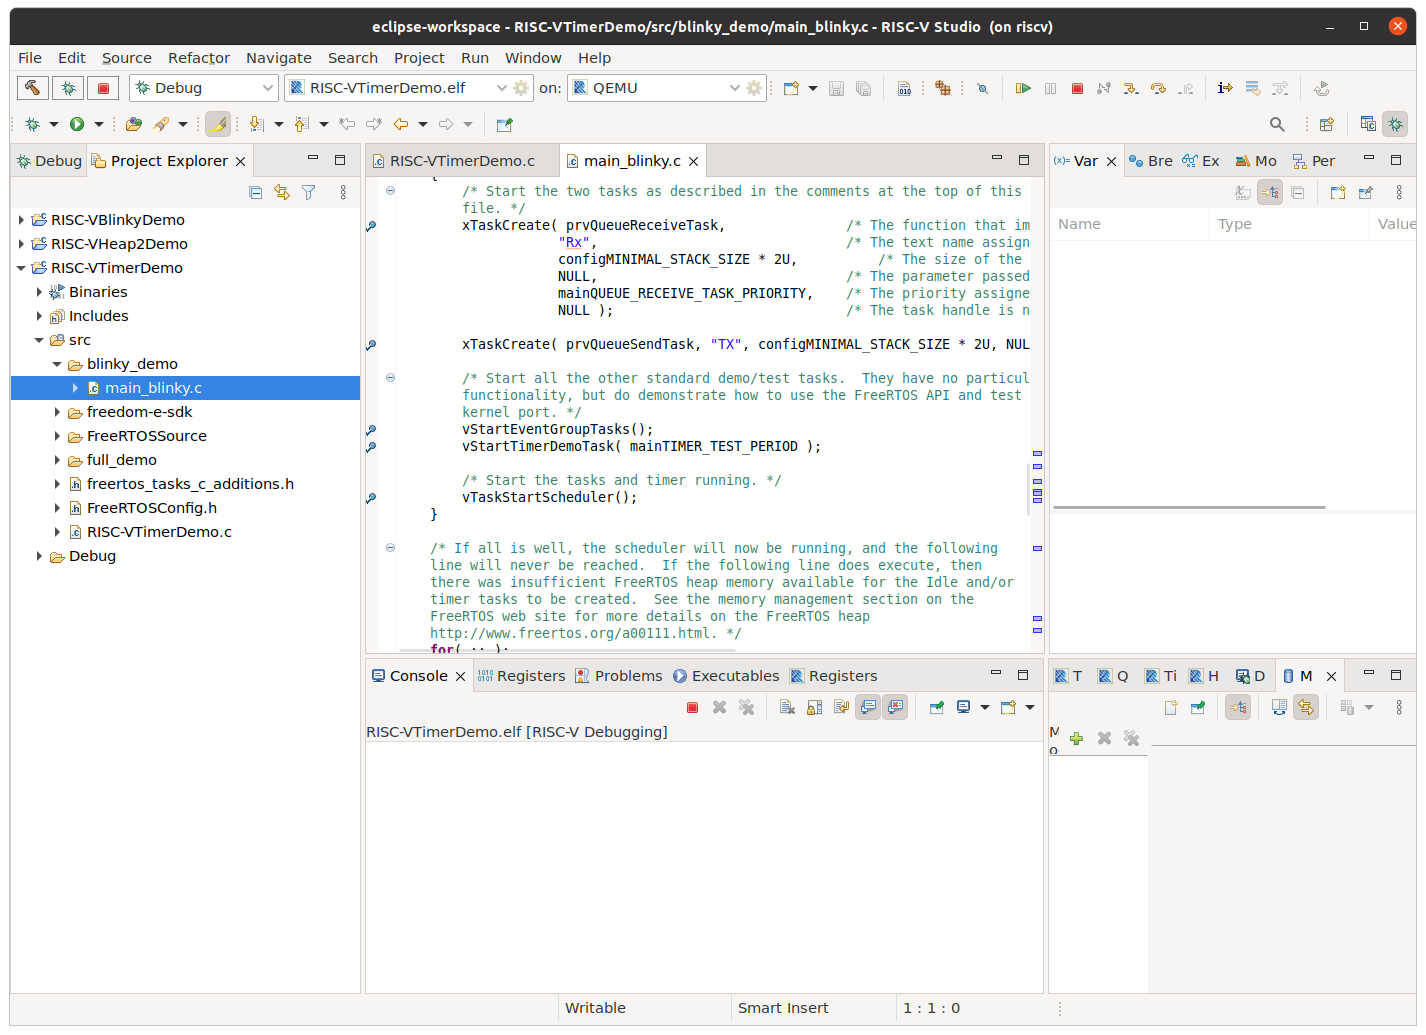 eclipse-workspace - RISC-VTimerDemo/src/blinky_demo/main_blinky.c - RISC-V Studio  (on riscv)
File Edit Source Refactor Navigate Search Project Run Window Help
Debug RISC-VTimerDemo.elf on: QEMU
Debug Project Explorer
RISC-VBlinkyDemo
RISC-VHeap2Demo
RISC-VTimerDemo
Binaries
Includes
src
blinky_demo
main_blinky.c
freedom-e-sdk
FreeRTOSSource
full_demo
freertos_tasks_c_additions.h
FreeRTOSConfig.h
RISC-VTimerDemo.c
Debug
RISC-VTimerDemo.c main_blinky.c
{
/* Start the two tasks as described in the comments at the top of this
file. */
xTaskCreate( prvQueueReceiveTask, /* The function that im
"Rx", /* The text name assign
configMINIMAL_STACK_SIZE * 2U, /* The size of the
NULL, /* The parameter passed
mainQUEUE_RECEIVE_TASK_PRIORITY, /* The priority assigne
NULL ); /* The task handle is n
xTaskCreate( prvQueueSendTask, "TX", configMINIMAL_STACK_SIZE * 2U, NUL
/* Start all the other standard demo/test tasks.  They have no particul
functionality, but do demonstrate how to use the FreeRTOS API and test
kernel port. */
vStartEventGroupTasks();
vStartTimerDemoTask( mainTIMER_TEST_PERIOD );
/* Start the tasks and timer running. */
vTaskStartScheduler();
}
/* If all is well, the scheduler will now be running, and the following
line will never be reached.  If the following line does execute, then
there was insufficient FreeRTOS heap memory available for the Idle and/or
timer tasks to be created.  See the memory management section on the
FreeRTOS web site for more details on the FreeRTOS heap
http://www.freertos.org/a00111.html. */
for( ;; );
(x)= Var Bre Ex Mo Per
Name Type Value
Console Registers Problems Executables Registers
RISC-VTimerDemo.elf [RISC-V Debugging]
T Q Ti H D M
M
o
Writable Smart Insert 1 : 1 : 0